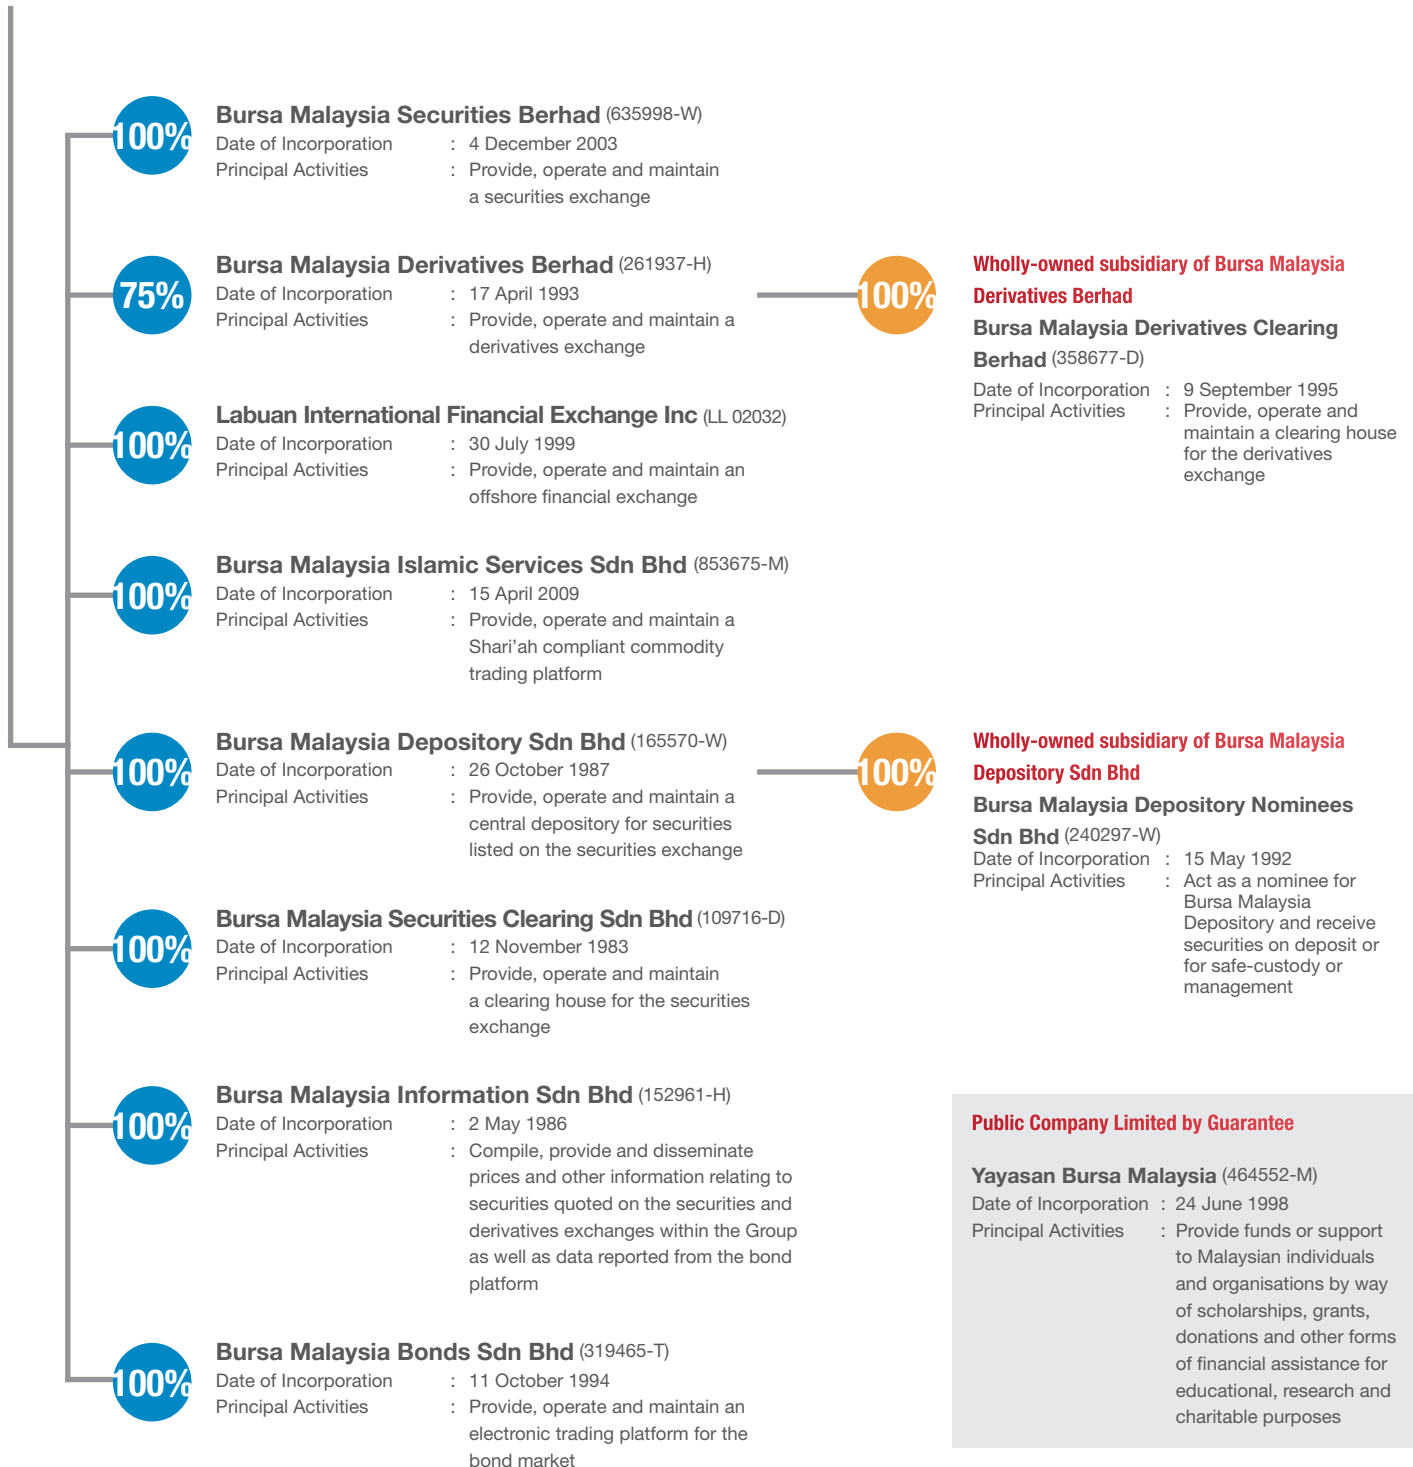 100%
Bursa Malaysia Securities Berhad (635998-W)
Date of Incorporation : 4 December 2003
Principal Activities : Provide, operate and maintain
a securities exchange
75%
Bursa Malaysia Derivatives Berhad (261937-H)
Date of Incorporation : 17 April 1993
Principal Activities : Provide, operate and maintain a
derivatives exchange
100%
Wholly-owned subsidiary of Bursa Malaysia
Derivatives Berhad
Bursa Malaysia Derivatives Clearing
Berhad (358677-D)
Date of Incorporation : 9 September 1995
Principal Activities : Provide, operate and
maintain a clearing house
for the derivatives
exchange
100%
Labuan International Financial Exchange Inc (LL 02032)
Date of Incorporation : 30 July 1999
Principal Activities : Provide, operate and maintain an
offshore financial exchange
100%
Bursa Malaysia Islamic Services Sdn Bhd (853675-M)
Date of Incorporation : 15 April 2009
Principal Activities : Provide, operate and maintain a
Shari’ah compliant commodity
trading platform
100%
Bursa Malaysia Depository Sdn Bhd (165570-W)
Date of Incorporation : 26 October 1987
Principal Activities : Provide, operate and maintain a
central depository for securities
listed on the securities exchange
100%
Wholly-owned subsidiary of Bursa Malaysia
Depository Sdn Bhd
Bursa Malaysia Depository Nominees
Sdn Bhd (240297-W)
Date of Incorporation : 15 May 1992
Principal Activities : Act as a nominee for
Bursa Malaysia
Depository and receive
securities on deposit or
for safe-custody or
management
100%
Bursa Malaysia Securities Clearing Sdn Bhd (109716-D)
Date of Incorporation : 12 November 1983
Principal Activities : Provide, operate and maintain
a clearing house for the securities
exchange
100%
Bursa Malaysia Information Sdn Bhd (152961-H)
Date of Incorporation : 2 May 1986
Principal Activities : Compile, provide and disseminate
prices and other information relating to
securities quoted on the securities and
derivatives exchanges within the Group
as well as data reported from the bond
platform
100%
Bursa Malaysia Bonds Sdn Bhd (319465-T)
Date of Incorporation : 11 October 1994
Principal Activities : Provide, operate and maintain an
electronic trading platform for the
bond market
Public Company Limited by Guarantee
Yayasan Bursa Malaysia (464552-M)
Date of Incorporation : 24 June 1998
Principal Activities : Provide funds or support
to Malaysian individuals
and organisations by way
of scholarships, grants,
donations and other forms
of financial assistance for
educational, research and
charitable purposes